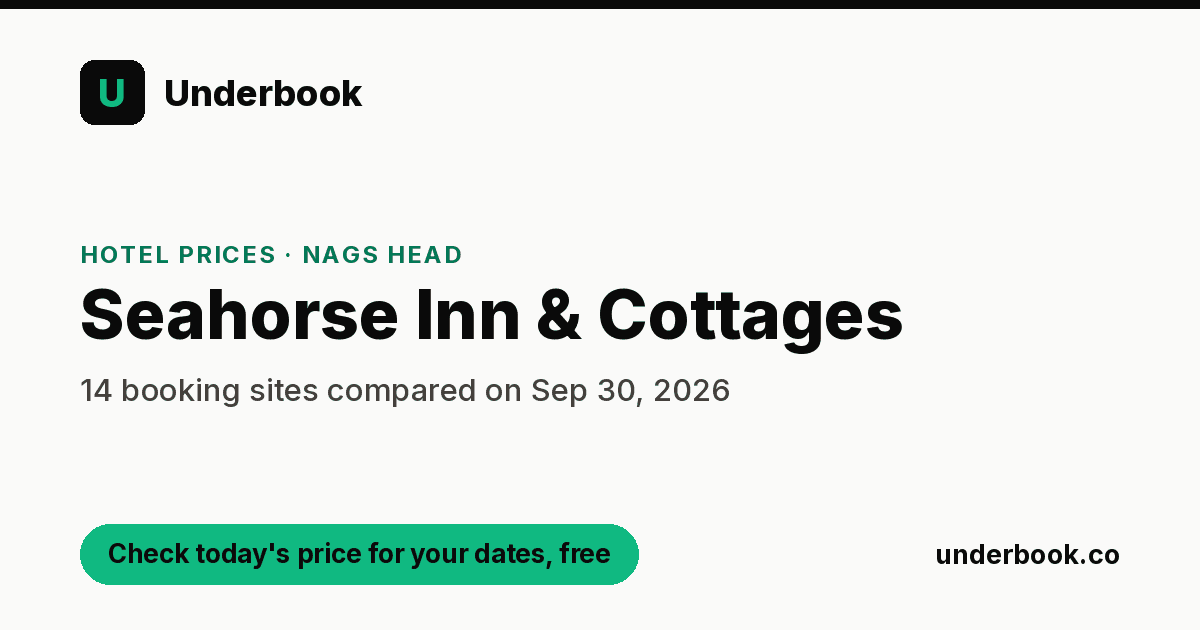 U Underbook
HOTEL PRICES · NAGS HEAD
Seahorse Inn & Cottages
14 booking sites compared on Sep 30, 2026
Check today's price for your dates, free
underbook.co